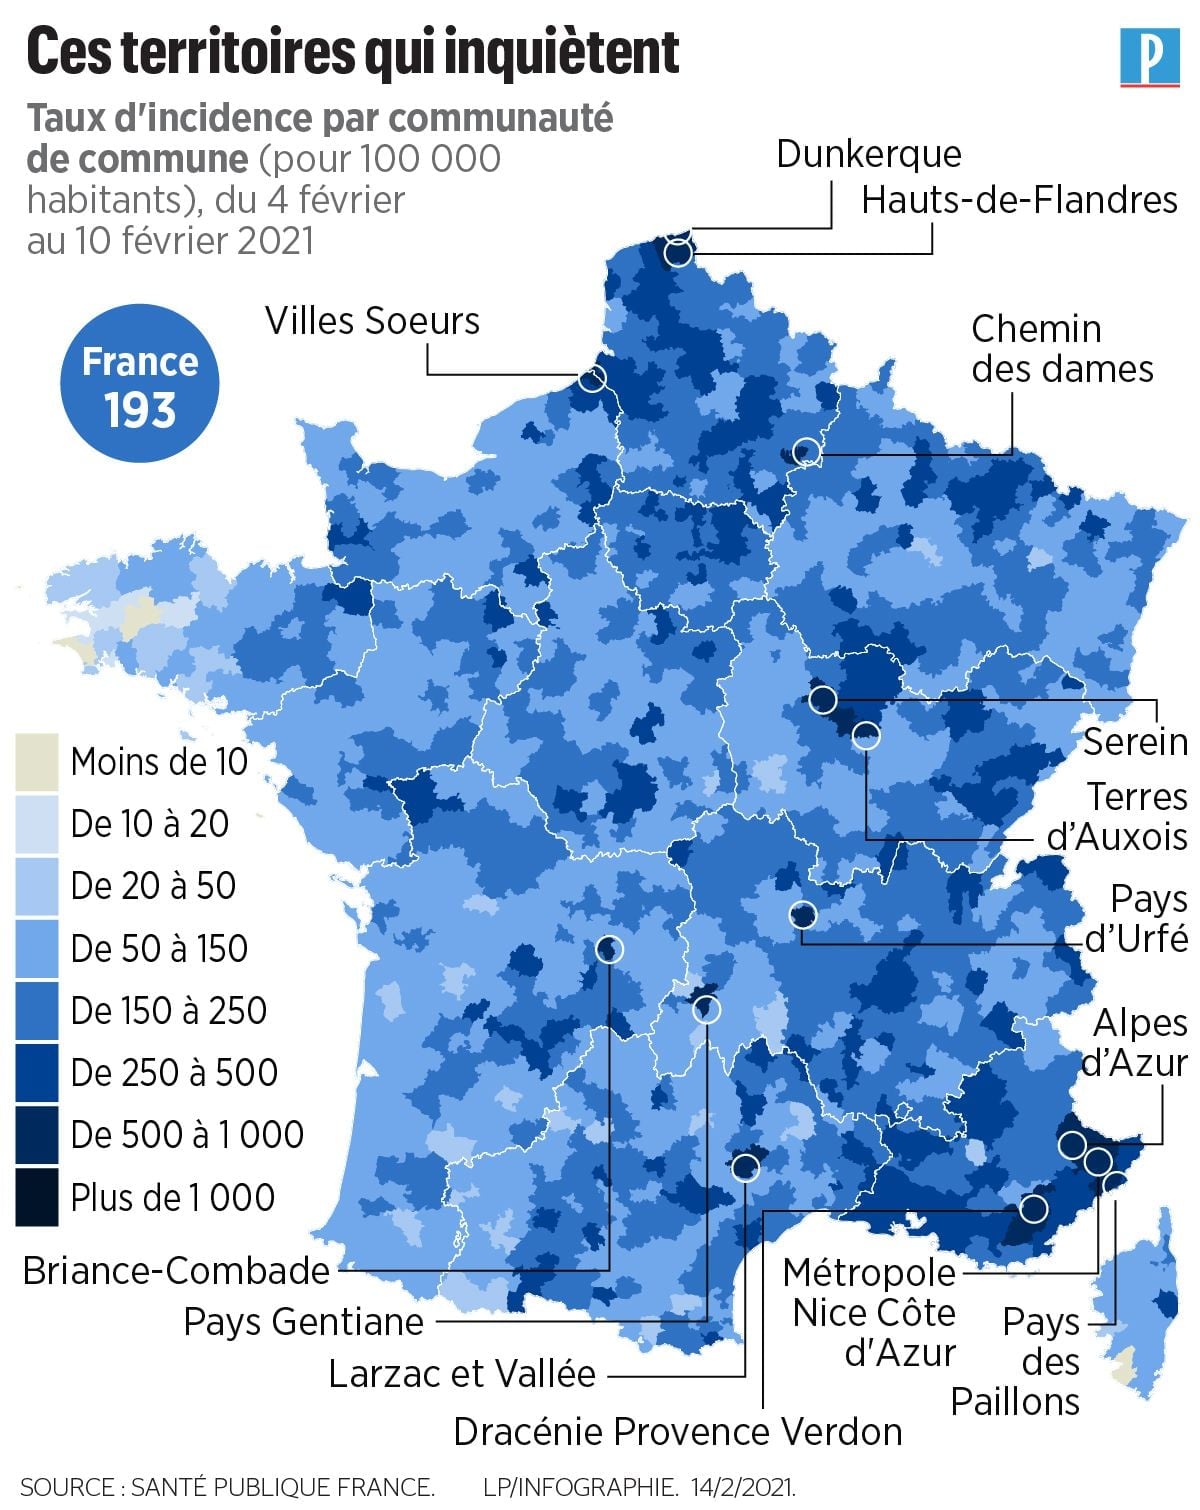 Ces territoires qui inquiètent
P
Taux d'incidence par communauté
de commune (pour 100 000
habitants), du 4 février
au 10 février 2021
Dunkerque
Hauts-de-Flandres
Villes Soeurs
Chemin
des dames
France
193
Serein
Terres
d’Auxois
Pays
d’Urfé
Alpes
d’Azur
Moins de 10
De 10 à 20
De 20 à 50
De 50 à 150
De 150 à 250
De 250 à 500
De 500 à 1 000
Plus de 1 000
Briance-Combade
Pays Gentiane
Larzac et Vallée
Dracénie Provence Verdon
Métropole
Nice Côte
d'Azur
Pays
des
Paillons
SOURCE : SANTÉ PUBLIQUE FRANCE. LP/INFOGRAPHIE. 14/2/2021.